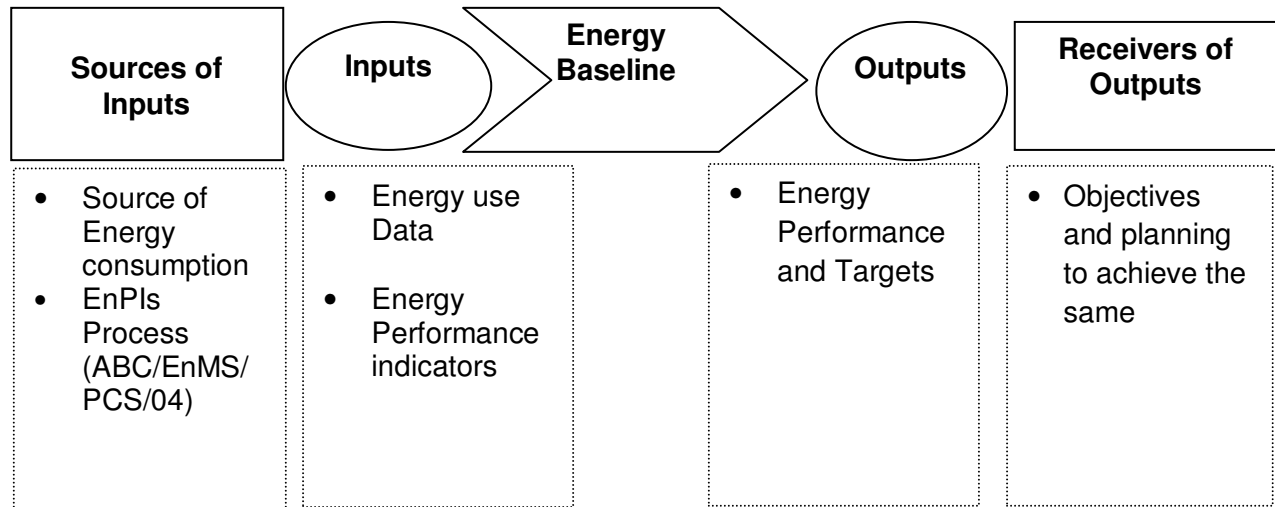 Sources of
Inputs
Inputs
Energy
Baseline
Outputs
Receivers of
Outputs
• Source of
Energy
consumption
• EnPIs
Process
(ABC/EnMS/
PCS/04)
• Energy use
Data
• Energy
Performance
indicators
• Energy
Performance
and Targets
• Objectives
and planning
to achieve the
same